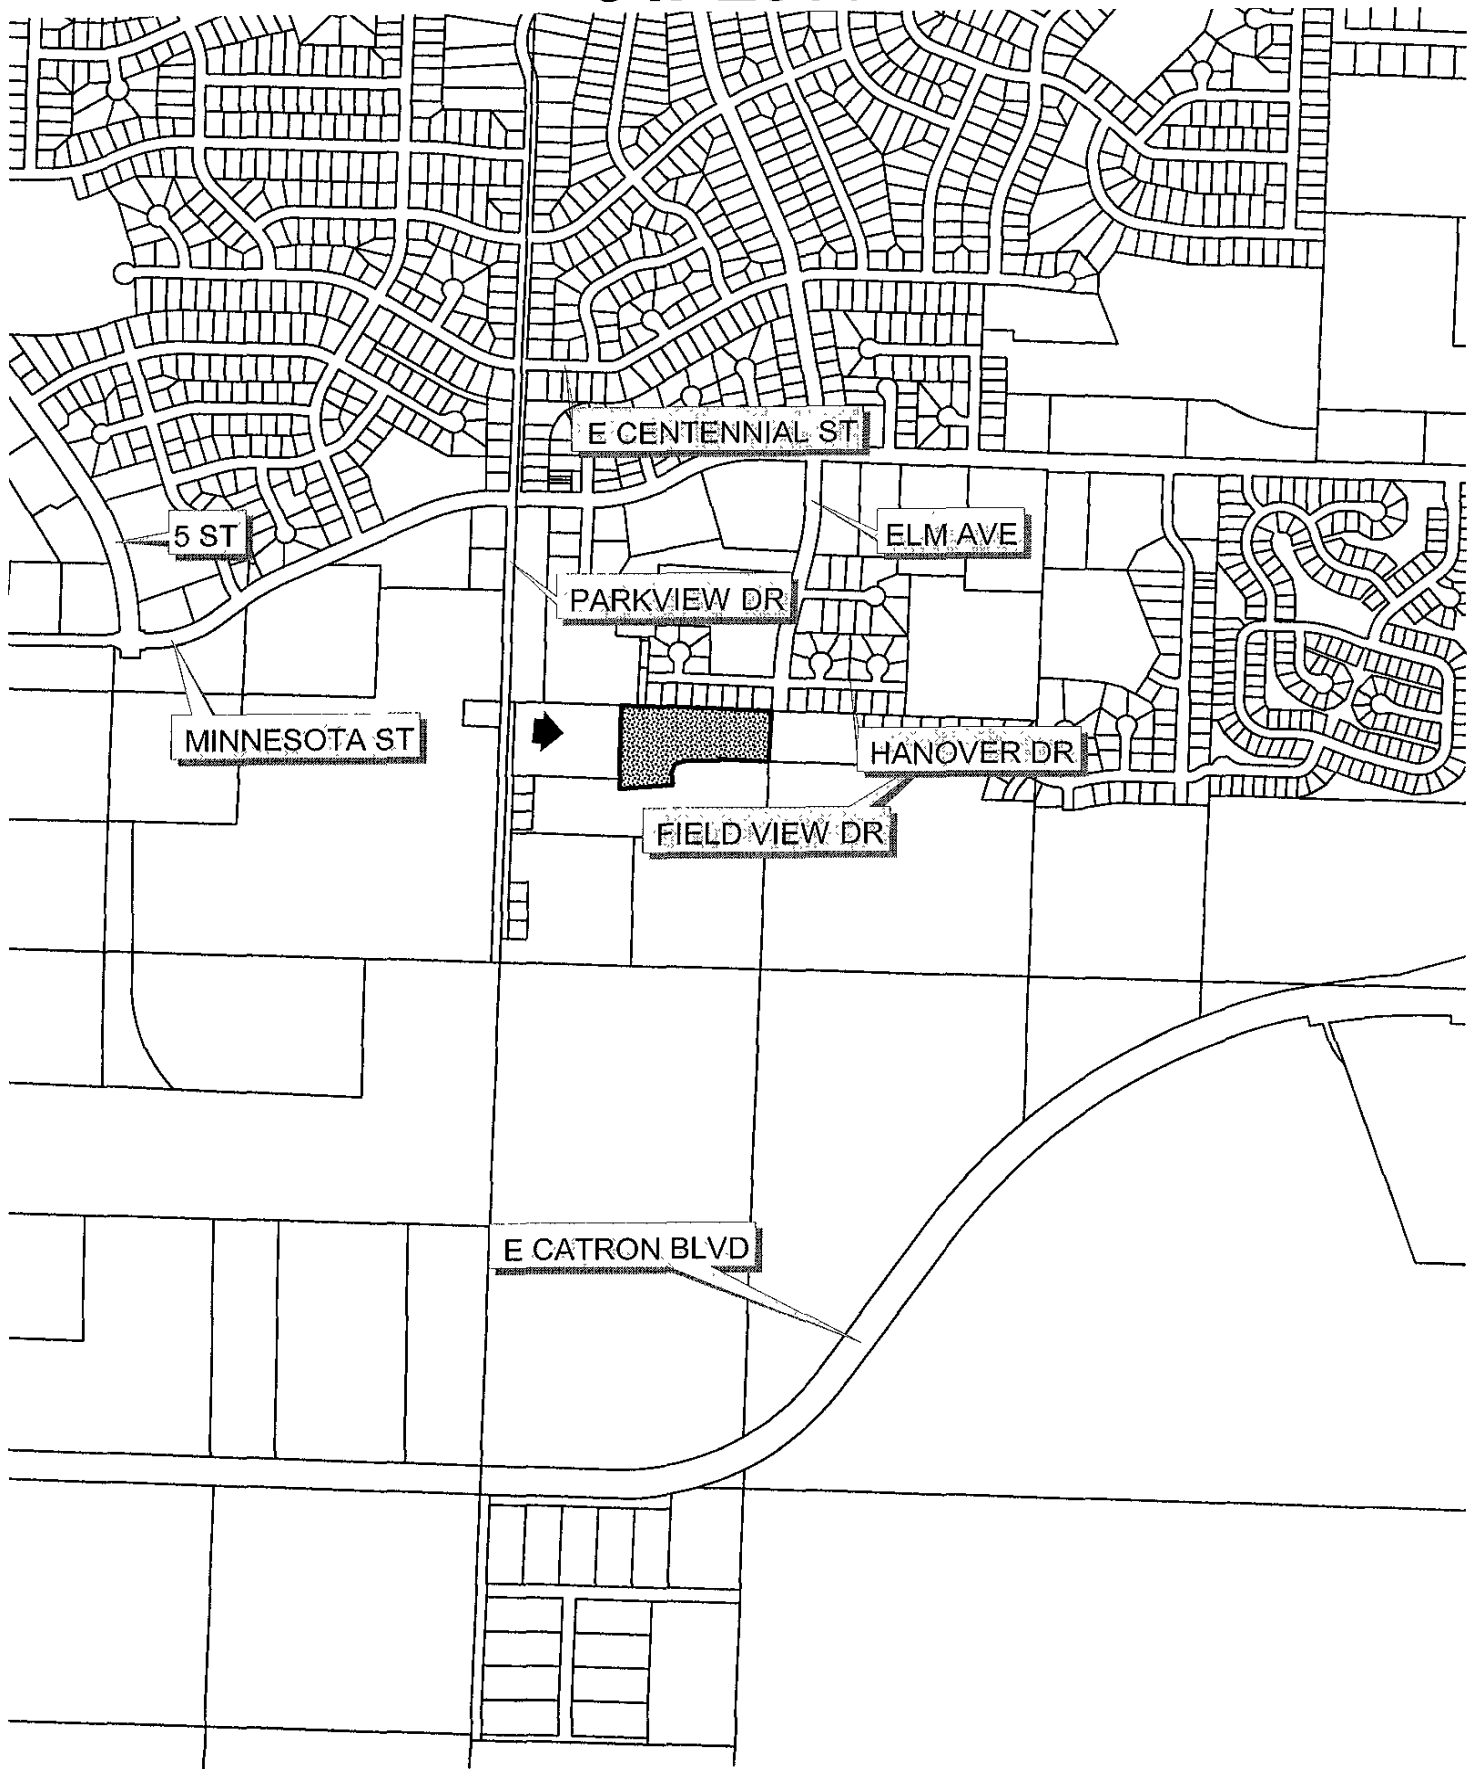 E CENTENNIAL ST
5 ST
ELM AVE
PARKVIEW DR
MINNESOTA ST
HANOVER DR
FIELD VIEW DR
E CATRON BLVD